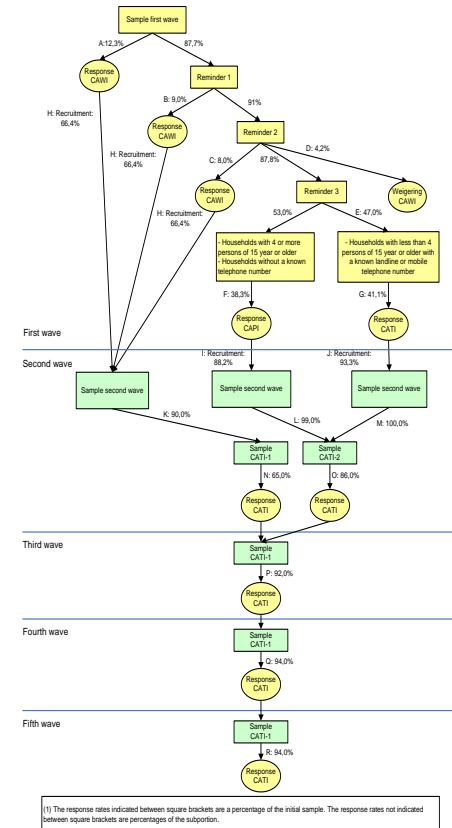 Sample first wave
A:12,3%
87,7%
Response
CAWI
Reminder 1
B: 9,0%
91%
Response
CAWI
Reminder 2
H: Recruitment:
66,4%
H: Recruitment:
66,4%
C: 8,0%
87,8%
D: 4,2%
Response
CAWI
Reminder 3
Weigering
CAWI
H: Recruitment:
66,4%
53,0%
E: 47,0%
- Households with 4 or more
persons of 15 year or older
- Households without a known
telephone number
- Households with less than 4
persons of 15 year or older with
a known landline or mobile
telephone number
F: 38,3%
G: 41,1%
Response
CAPI
Response
CATI
First wave
Second wave
I: Recruitment:
88,2%
J: Recruitment:
93,3%
Sample second wave
Sample second wave
Sample second wave
K: 90,0%
L: 99,0%
M: 100,0%
Sample
CATI-1
Sample
CATI-2
N: 65,0%
O: 86,0%
Response
CATI
Response
CATI
Third wave
Sample
CATI-1
P: 92,0%
Response
CATI
Fourth wave
Sample
CATI-1
Q: 94,0%
Response
CATI
Fifth wave
Sample
CATI-1
R: 94,0%
Response
CATI
(1) The response rates indicated between square brackets are a percentage of the initial sample. The response rates not indicated
between square brackets are percentages of the subportion.